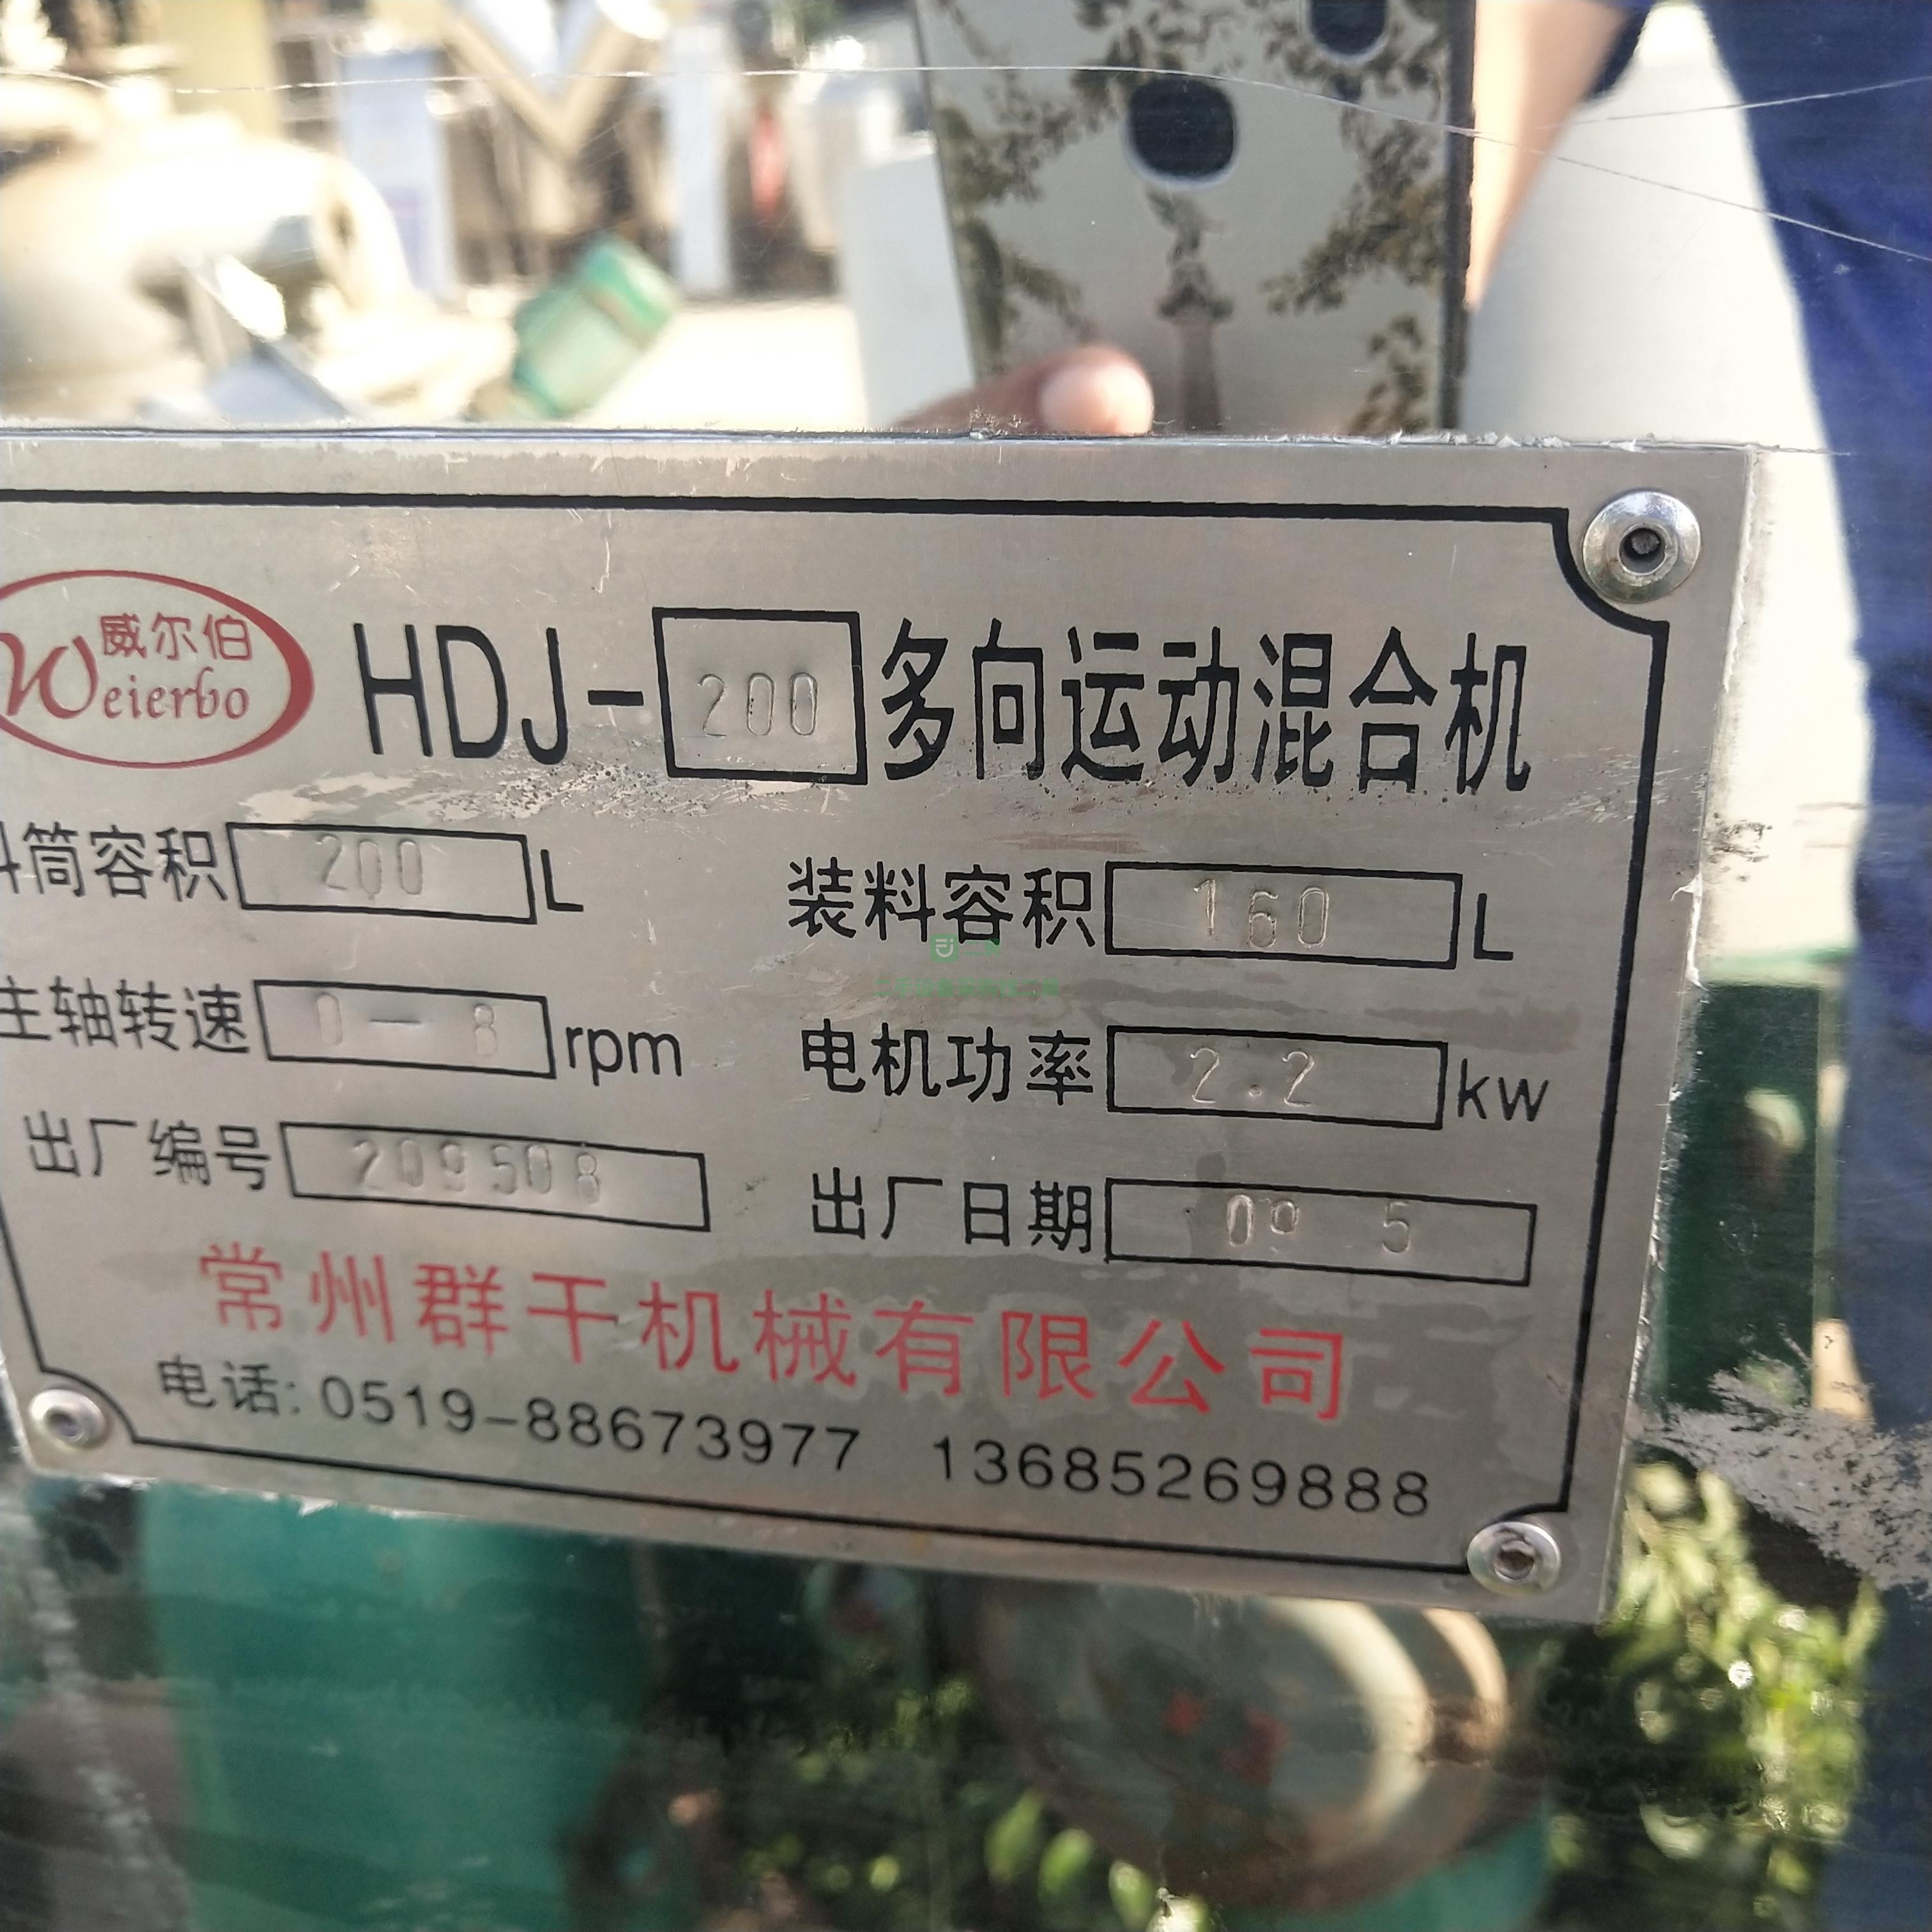 威尔伯
Weierbo
HDJ-200多向运动混合机
料筒容积 200 L 装料容积 160 L
主轴转速 0-8 rpm 电机功率 2.2 kw
出厂编号 209508 出厂日期 09 5
常州群干机械有限公司
电话: 0519-88673977 13685269888